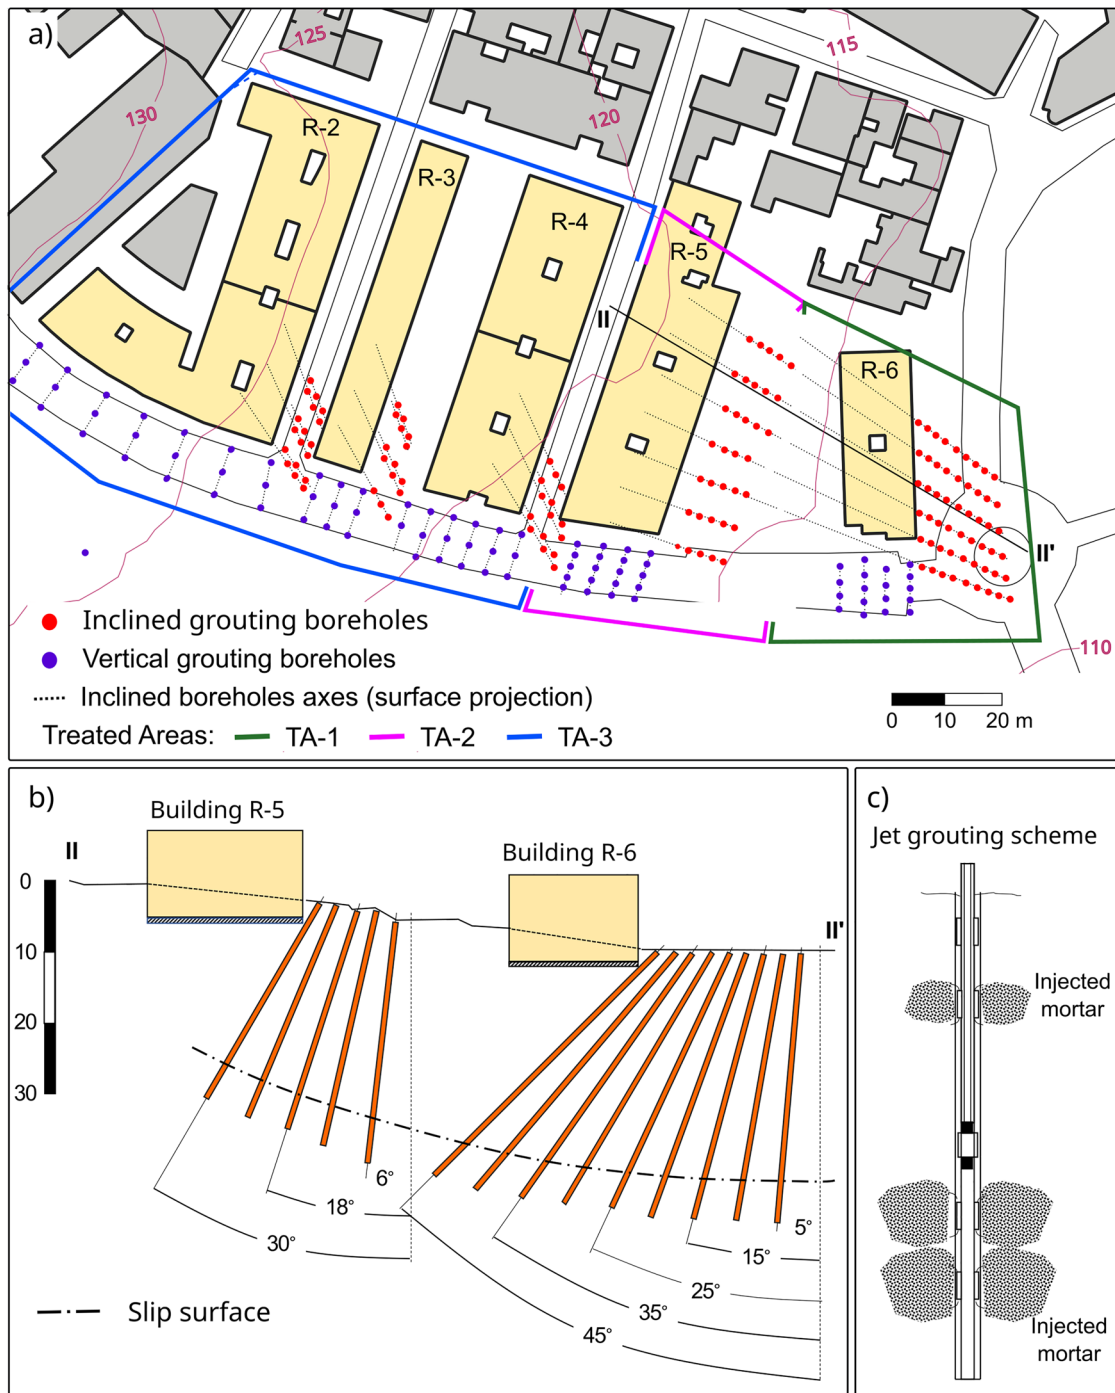 a)
125
115
130
120
R-2
R-3
R-4
R-5
R-6
II
II'
110
Inclined grouting boreholes
Vertical grouting boreholes
Inclined boreholes axes (surface projection)
Treated Areas: TA-1 TA-2 TA-3
0 10 20 m
b)
Building R-5
II
Building R-6
II'
0
10
20
30
6°
18°
30°
5°
15°
25°
35°
45°
Slip surface
c)
Jet grouting scheme
Injected
mortar
Injected
mortar